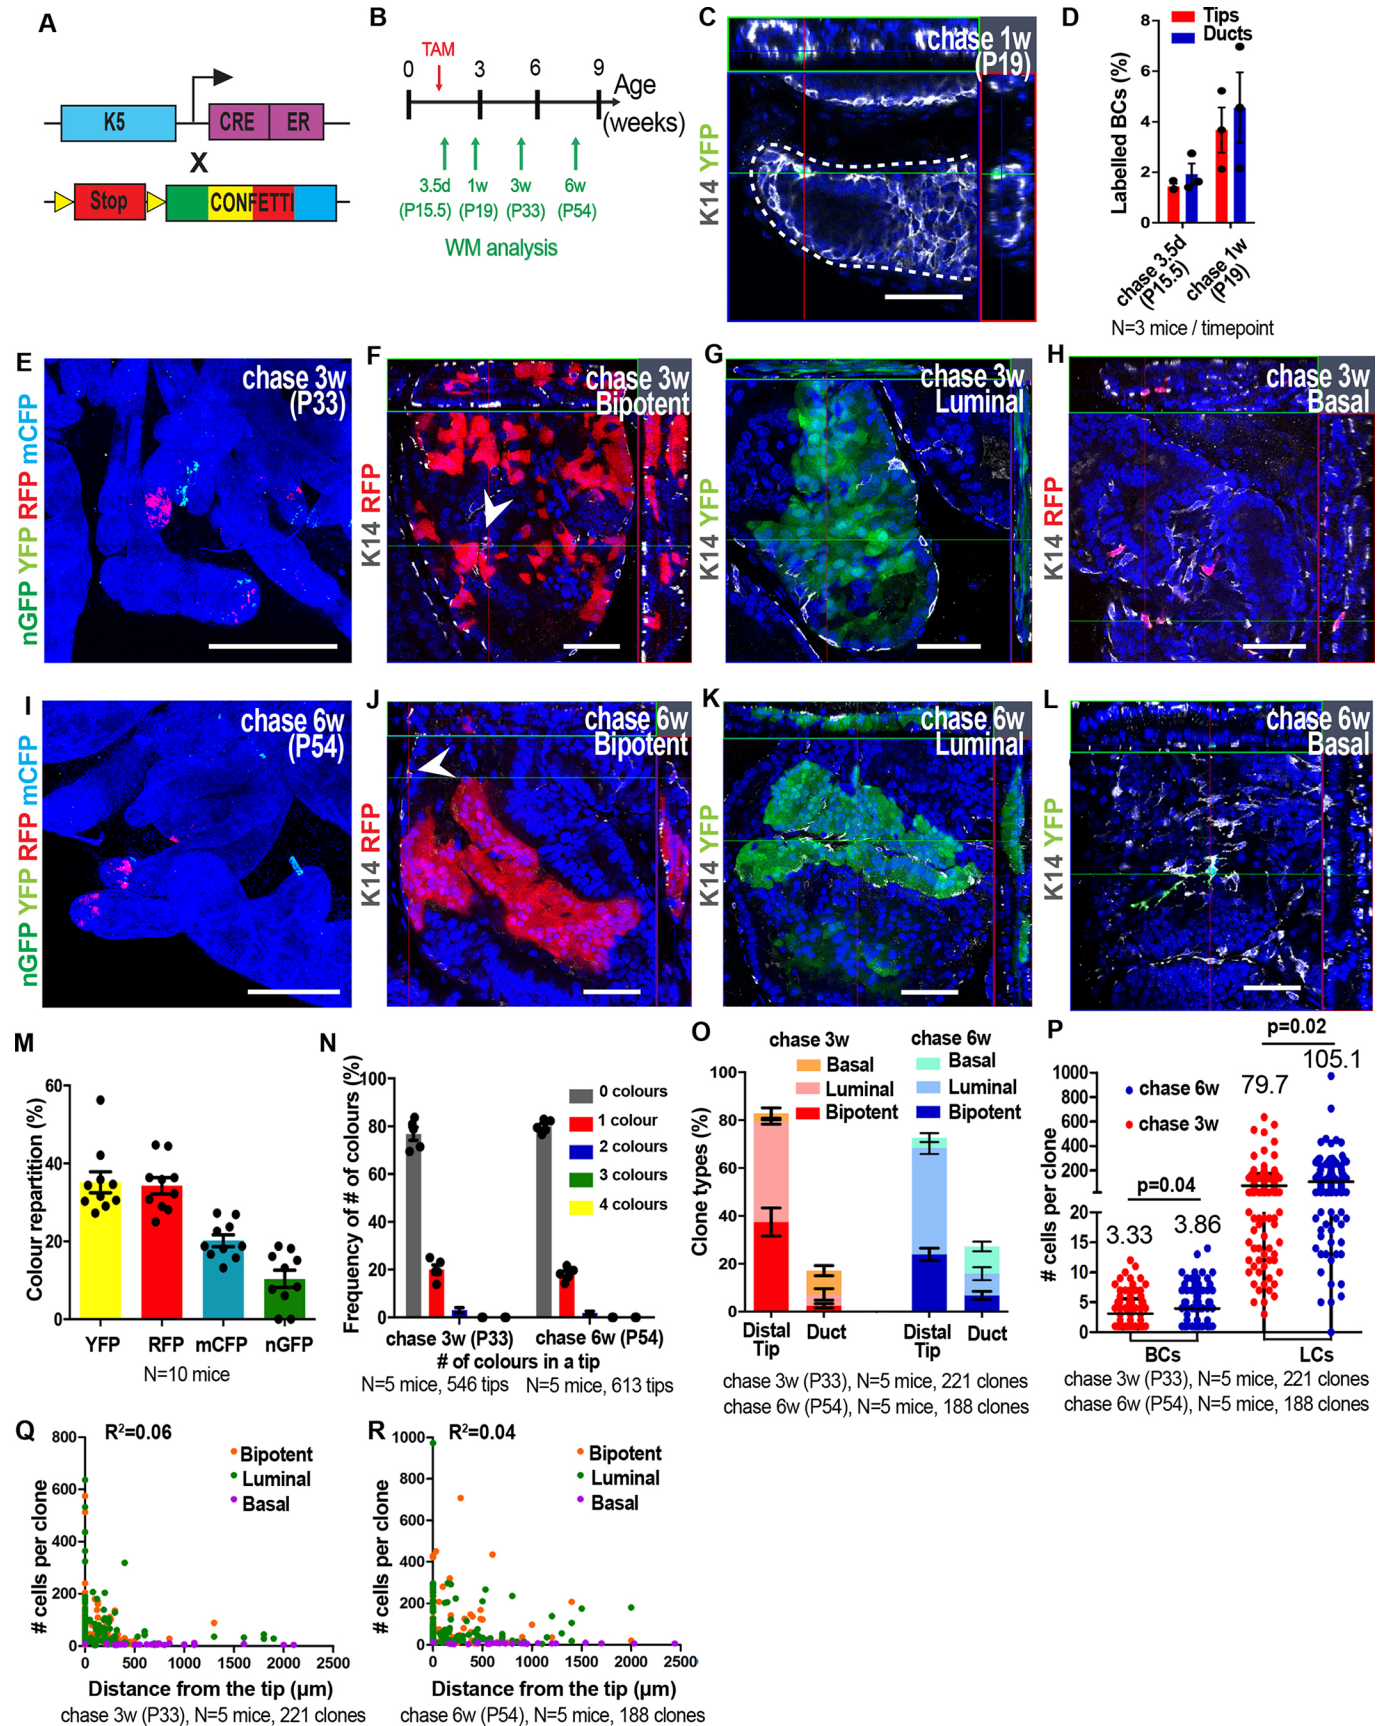 A
K5
CRE
ER
X
Stop
CONFETTI
B
TAM
0
3
6
9
Age
(weeks)
3.5d
1w
3w
6w
(P15.5)
(P19)
(P33)
(P54)
WM analysis
C
chase 1w
(P19)
K14 YFP
D
Tips
Ducts
Labelled BCs (%)
8
6
4
2
0
chase 3.5d
(P15.5)
chase 1w
(P19)
N=3 mice / timepoint
E
chase 3w
(P33)
nGFP YFP RFP mCFP
F
chase 3w
Bipotent
K14 RFP
G
chase 3w
Luminal
K14 YFP
H
chase 3w
Basal
K14 RFP
I
chase 6w
(P54)
nGFP YFP RFP mCFP
J
chase 6w
Bipotent
K14 RFP
K
chase 6w
Luminal
K14 YFP
L
chase 6w
Basal
K14 YFP
M
Colour repartition (%)
60
40
20
0
YFP
RFP
mCFP
nGFP
N=10 mice
N
Frequency of # of colours (%)
100
80
60
40
20
0
0 colours
1 colour
2 colours
3 colours
4 colours
chase 3w (P33)
chase 6w (P54)
# of colours in a tip
N=5 mice, 546 tips
N=5 mice, 613 tips
O
chase 3w
Basal
Luminal
Bipotent
chase 6w
Basal
Luminal
Bipotent
Clone types (%)
100
80
60
40
20
0
Distal
Tip
Duct
Distal
Tip
Duct
chase 3w (P33), N=5 mice, 221 clones
chase 6w (P54), N=5 mice, 188 clones
P
p=0.02
105.1
79.7
chase 6w
chase 3w
p=0.04
3.33
3.86
# cells per clone
1000
800
600
400
200
20
15
10
5
0
BCs
LCs
chase 3w (P33), N=5 mice, 221 clones
chase 6w (P54), N=5 mice, 188 clones
Q
R²=0.06
Bipotent
Luminal
Basal
# cells per clone
800
600
400
200
0
0
500
1000
1500
2000
2500
Distance from the tip (µm)
chase 3w (P33), N=5 mice, 221 clones
R
R²=0.04
Bipotent
Luminal
Basal
# cells per clone
1000
800
600
400
200
0
0
500
1000
1500
2000
2500
Distance from the tip (µm)
chase 6w (P54), N=5 mice, 188 clones